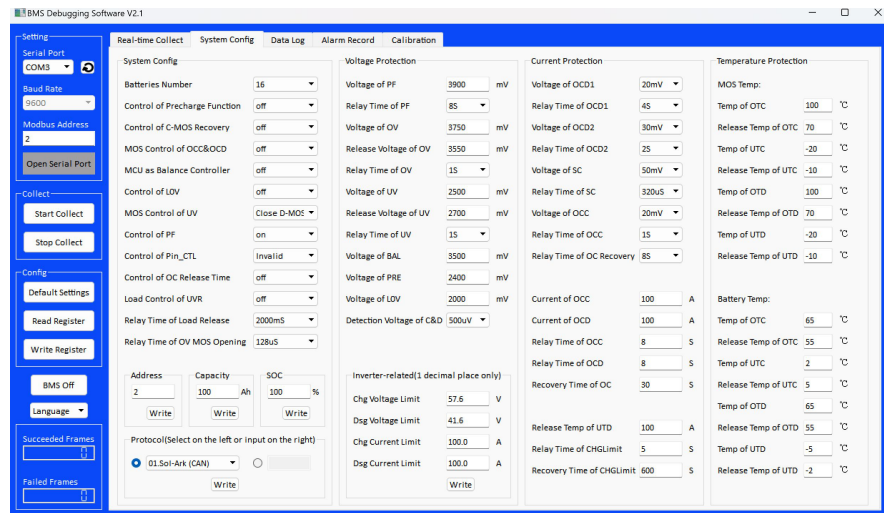 BMS Debugging Software V2.1
Setting
Serial Port
COM3
Baud Rate
9600
Modbus Address
2
Open Serial Port
Collect
Start Collect
Stop Collect
Config
Default Settings
Read Register
Write Register
BMS Off
Language
Succeeded Frames
0
Failed Frames
0
Real-time Collect System Config Data Log Alarm Record Calibration
System Config
Batteries Number 16
Control of Precharge Function off
Control of C-MOS Recovery off
MOS Control of OCC&OCD off
MCU as Balance Controller off
Control of L0V off
MOS Control of UV Close D-MOS
Control of PF on
Control of Pin_CTL Invalid
Control of OC Release Time off
Load Control of UVR off
Relay Time of Load Release 2000mS
Relay Time of OV MOS Opening 128uS
Address
2
Write
Capacity
100 Ah
Write
SOC
100 %
Write
Protocol(Select on the left or input on the right)
01.Sol-Ark (CAN)
Write
Voltage Protection
Voltage of PF 3900 mV
Relay Time of PF 8S
Voltage of OV 3750 mV
Release Voltage of OV 3550 mV
Relay Time of OV 1S
Voltage of UV 2500 mV
Release Voltage of UV 2700 mV
Relay Time of UV 1S
Voltage of BAL 3500 mV
Voltage of PRE 2400 mV
Voltage of L0V 2000 mV
Detection Voltage of C&D 500uV
Inverter-related(1 decimal place only)
Chg Voltage Limit 57.6 V
Dsg Voltage Limit 41.6 V
Chg Current Limit 100.0 A
Dsg Current Limit 100.0 A
Write
Current Protection
Voltage of OCD1 20mV
Relay Time of OCD1 4S
Voltage of OCD2 30mV
Relay Time of OCD2 2S
Voltage of SC 50mV
Relay Time of SC 320uS
Voltage of OCC 20mV
Relay Time of OCC 1S
Relay Time of OC Recovery 8S
Current of OCC 100 A
Current of OCD 100 A
Relay Time of OCC 8 S
Relay Time of OCD 8 S
Recovery Time of OC 30 S
Release Temp of UTD 100 A
Relay Time of CHGLimit 5 S
Recovery Time of CHGLimit 600 S
Temperature Protection
MOS Temp:
Temp of OTC 100 ℃
Release Temp of OTC 70 ℃
Temp of UTC -20 ℃
Release Temp of UTC -10 ℃
Temp of OTD 100 ℃
Release Temp of OTD 70 ℃
Temp of UTD -20 ℃
Release Temp of UTD -10 ℃
Battery Temp:
Temp of OTC 65 ℃
Release Temp of OTC 55 ℃
Temp of UTC 2 ℃
Release Temp of UTC 5 ℃
Temp of OTD 65 ℃
Release Temp of OTD 55 ℃
Temp of UTD -5 ℃
Release Temp of UTD -2 ℃